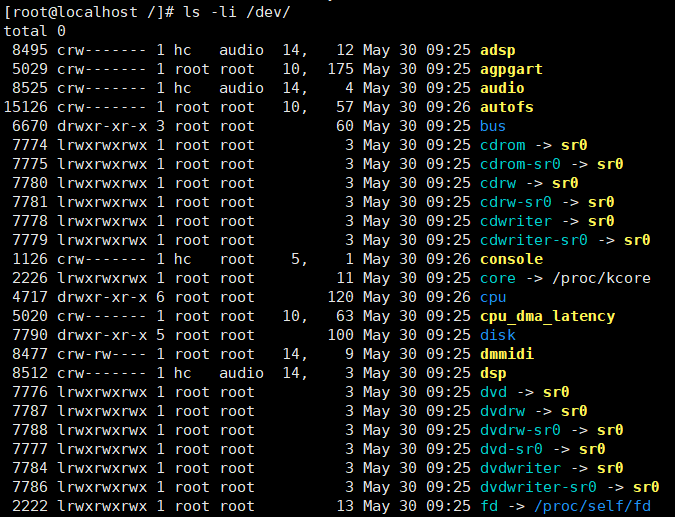 [root@localhost /]# ls -li /dev/
total 0
 8495 crw------- 1 hc   audio  14,   12 May 30 09:25 adsp
 5029 crw------- 1 root root   10,  175 May 30 09:25 agpgart
 8525 crw------- 1 hc   audio  14,    4 May 30 09:25 audio
15126 crw------- 1 root root   10,   57 May 30 09:26 autofs
 6670 drwxr-xr-x 3 root root         60 May 30 09:25 bus
 7774 lrwxrwxrwx 1 root root          3 May 30 09:25 cdrom -> sr0
 7775 lrwxrwxrwx 1 root root          3 May 30 09:25 cdrom-sr0 -> sr0
 7780 lrwxrwxrwx 1 root root          3 May 30 09:25 cdrw -> sr0
 7781 lrwxrwxrwx 1 root root          3 May 30 09:25 cdrw-sr0 -> sr0
 7778 lrwxrwxrwx 1 root root          3 May 30 09:25 cdwriter -> sr0
 7779 lrwxrwxrwx 1 root root          3 May 30 09:25 cdwriter-sr0 -> sr0
 1126 crw------- 1 hc   root    5,    1 May 30 09:26 console
 2226 lrwxrwxrwx 1 root root         11 May 30 09:25 core -> /proc/kcore
 4717 drwxr-xr-x 6 root root        120 May 30 09:26 cpu
 5020 crw------- 1 root root   10,   63 May 30 09:25 cpu_dma_latency
 7790 drwxr-xr-x 5 root root        100 May 30 09:25 disk
 8477 crw-rw---- 1 root root   14,    9 May 30 09:25 dmmidi
 8512 crw------- 1 hc   audio  14,    3 May 30 09:25 dsp
 7776 lrwxrwxrwx 1 root root          3 May 30 09:25 dvd -> sr0
 7787 lrwxrwxrwx 1 root root          3 May 30 09:25 dvdrw -> sr0
 7788 lrwxrwxrwx 1 root root          3 May 30 09:25 dvdrw-sr0 -> sr0
 7777 lrwxrwxrwx 1 root root          3 May 30 09:25 dvd-sr0 -> sr0
 7784 lrwxrwxrwx 1 root root          3 May 30 09:25 dvdwriter -> sr0
 7786 lrwxrwxrwx 1 root root          3 May 30 09:25 dvdwriter-sr0 -> sr0
 2222 lrwxrwxrwx 1 root root         13 May 30 09:25 fd -> /proc/self/fd